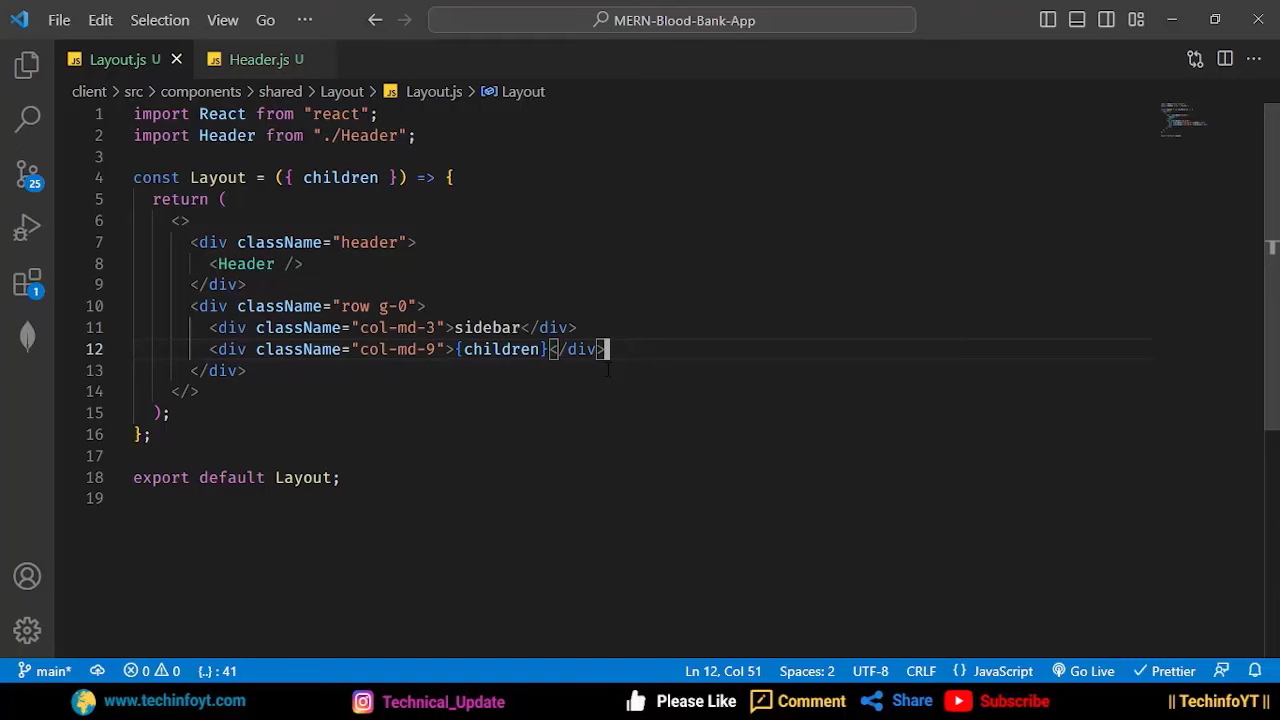 File Edit Selection View Go ··· MERN-Blood-Bank-App
JS Layout.js U JS Header.js U
client > src > components > shared > Layout > JS Layout.js > Layout
1 import React from "react";
2 import Header from "./Header";
3
4 const Layout = ({ children }) => {
5 return (
6 <>
7 <div className="header">
8 <Header />
9 </div>
10 <div className="row g-0">
11 <div className="col-md-3">sidebar</div>
12 <div className="col-md-9">{children}</div>
13 </div>
14 </>
15 );
16 };
17
18 export default Layout;
19
25
1
main* 0 0 {..} : 41 Ln 12, Col 51 Spaces: 2 UTF-8 CRLF {} JavaScript Go Live Prettier
www.techinfoyt.com Technical_Update Please Like Comment Share Subscribe || TechinfoYT ||